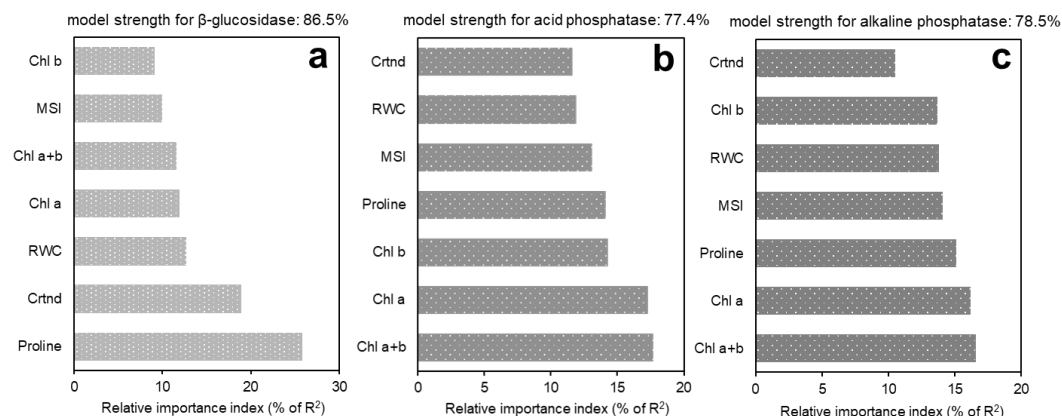 model strength for β-glucosidase: 86.5%
a
Chl b
MSI
Chl a+b
Chl a
RWC
Crtnd
Proline
0 10 20 30
Relative importance index (% of R²)
model strength for acid phosphatase: 77.4%
b
Crtnd
RWC
MSI
Proline
Chl b
Chl a
Chl a+b
0 5 10 15 20
Relative importance index (% of R²)
model strength for alkaline phosphatase: 78.5%
c
Crtnd
Chl b
RWC
MSI
Proline
Chl a
Chl a+b
0 5 10 15 20
Relative importance index (% of R²)